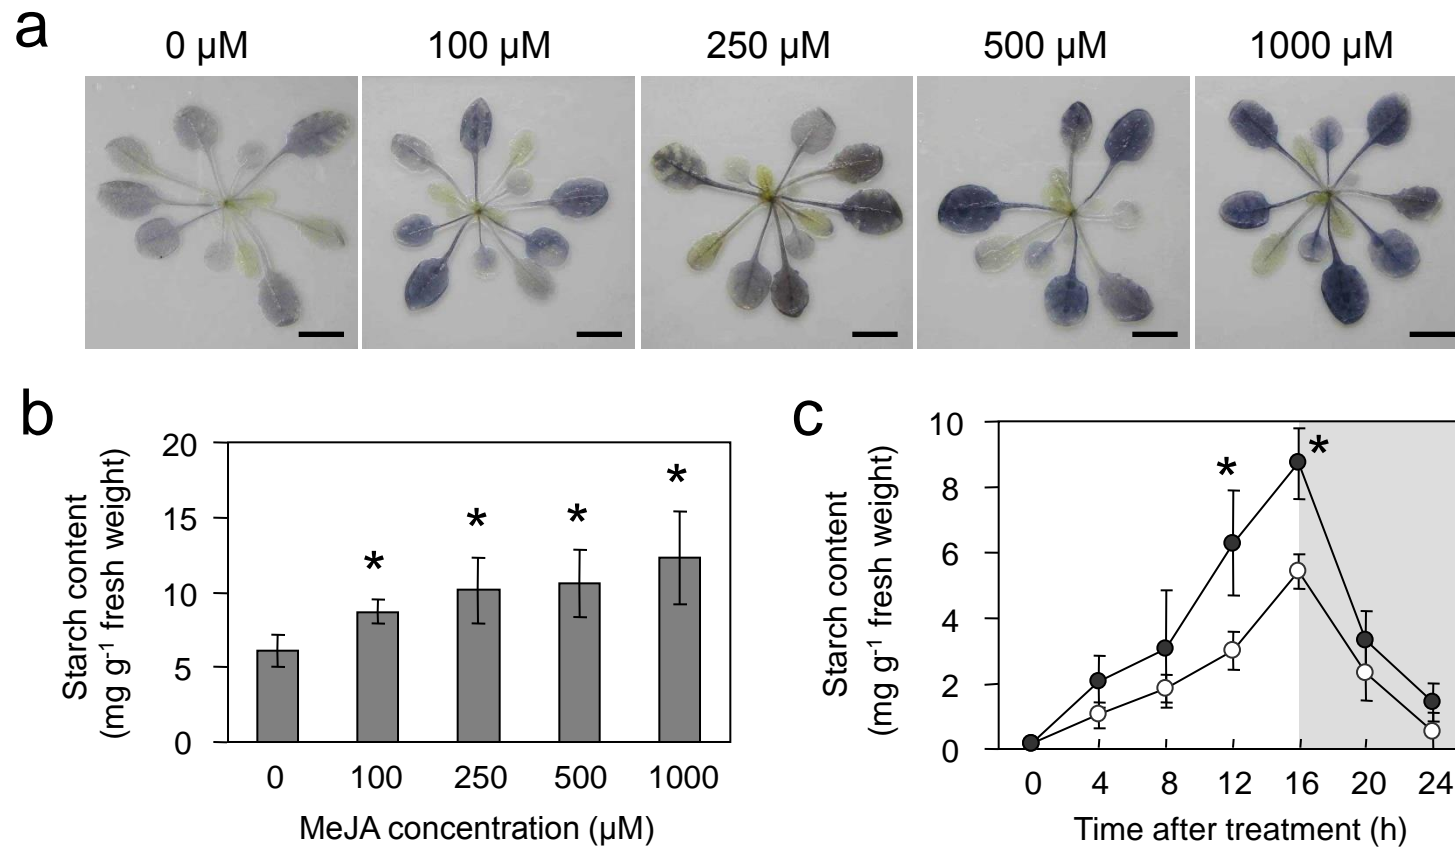 a
0 µM 100 µM 250 µM 500 µM 1000 µM
b
Starch content
(mg g-1 fresh weight)
20
15
10
5
0
* * * *
0 100 250 500 1000
MeJA concentration (µM)
c
Starch content
(mg g-1 fresh weight)
10
8
6
4
2
0
* *
0 4 8 12 16 20 24
Time after treatment (h)